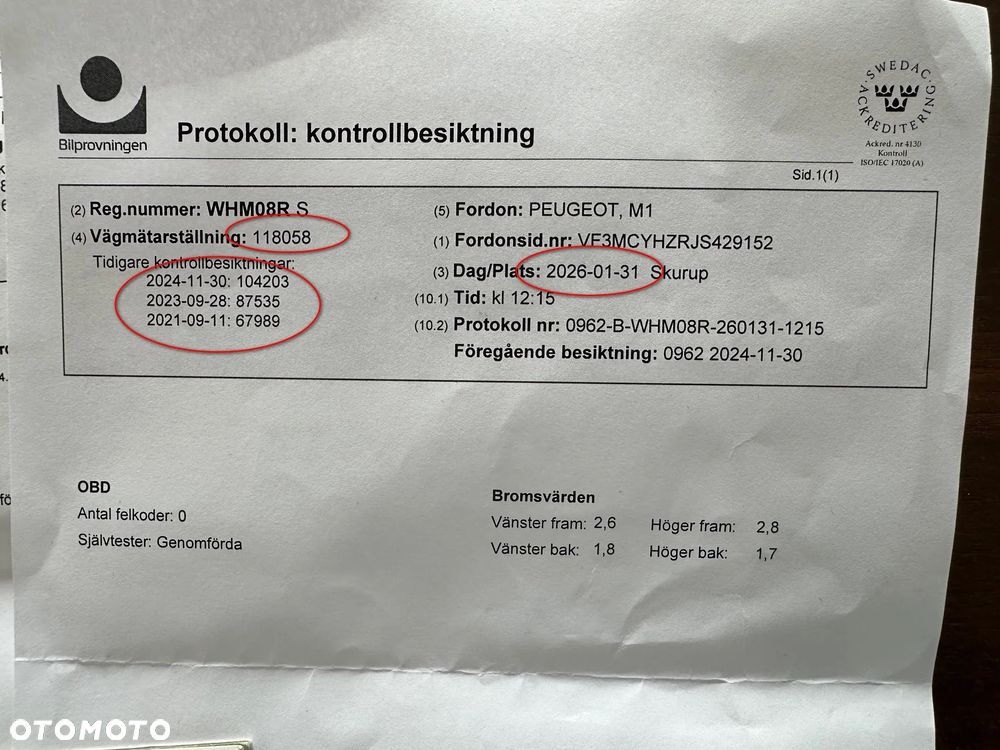 Bilprovningen
Protokoll: kontrollbesiktning
SWEDAC
ACKREDITERING
Ackred. nr 4130
Kontroll
ISO/IEC 17020 (A)
Sid.1(1)
(2) Reg.nummer: WHM08R S
(4) Vägmätarställning: 118058
Tidigare kontrollbesiktningar:
2024-11-30: 104203
2023-09-28: 87535
2021-09-11: 67989
(5) Fordon: PEUGEOT, M1
(1) Fordonsid.nr: VF3MCYHZRJS429152
(3) Dag/Plats: 2026-01-31 Skurup
(10.1) Tid: kl 12:15
(10.2) Protokoll nr: 0962-B-WHM08R-260131-1215
Föregående besiktning: 0962 2024-11-30
OBD
Antal felkoder: 0
Självtester: Genomförda
Bromsvärden
Vänster fram: 2,6 Höger fram: 2,8
Vänster bak: 1,8 Höger bak: 1,7
OTOMOTO